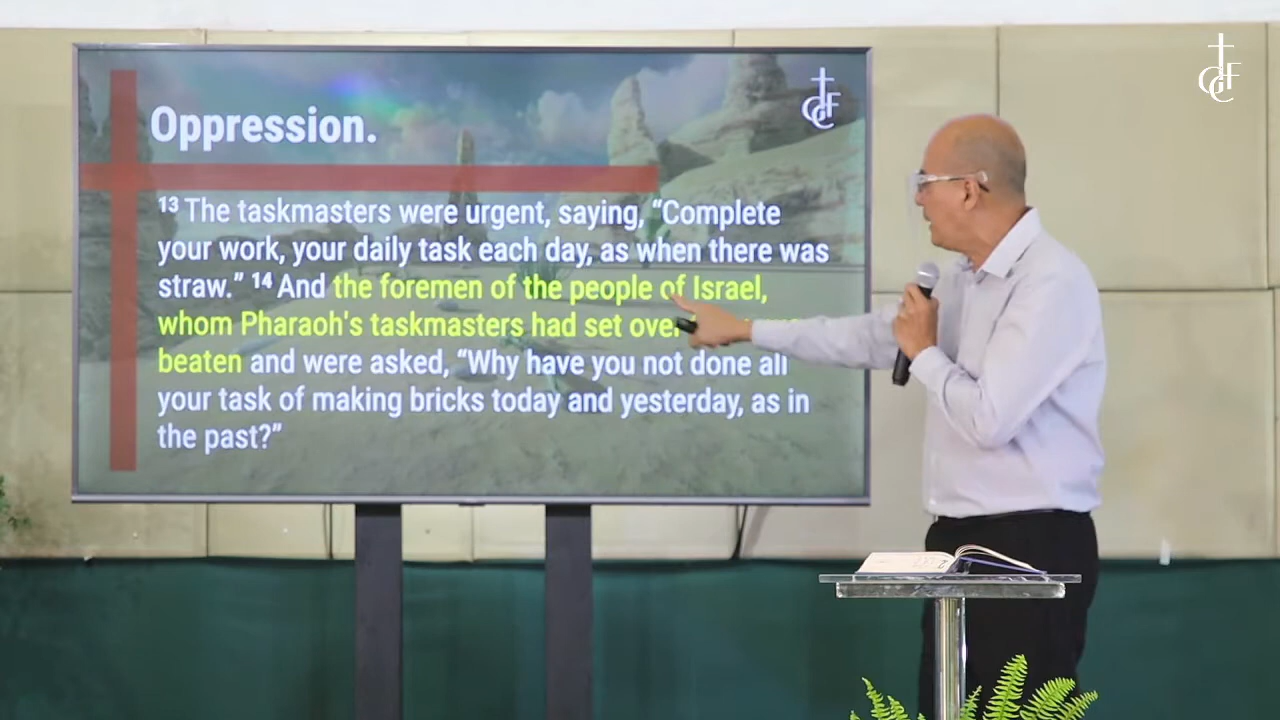 Oppression.
13 The taskmasters were urgent, saying, “Complete
your work, your daily task each day, as when there was
straw.” 14 And the foremen of the people of Israel,
whom Pharaoh's taskmasters had set over
beaten and were asked, “Why have you not done all
your task of making bricks today and yesterday, as in
the past?”
GCF
GCF